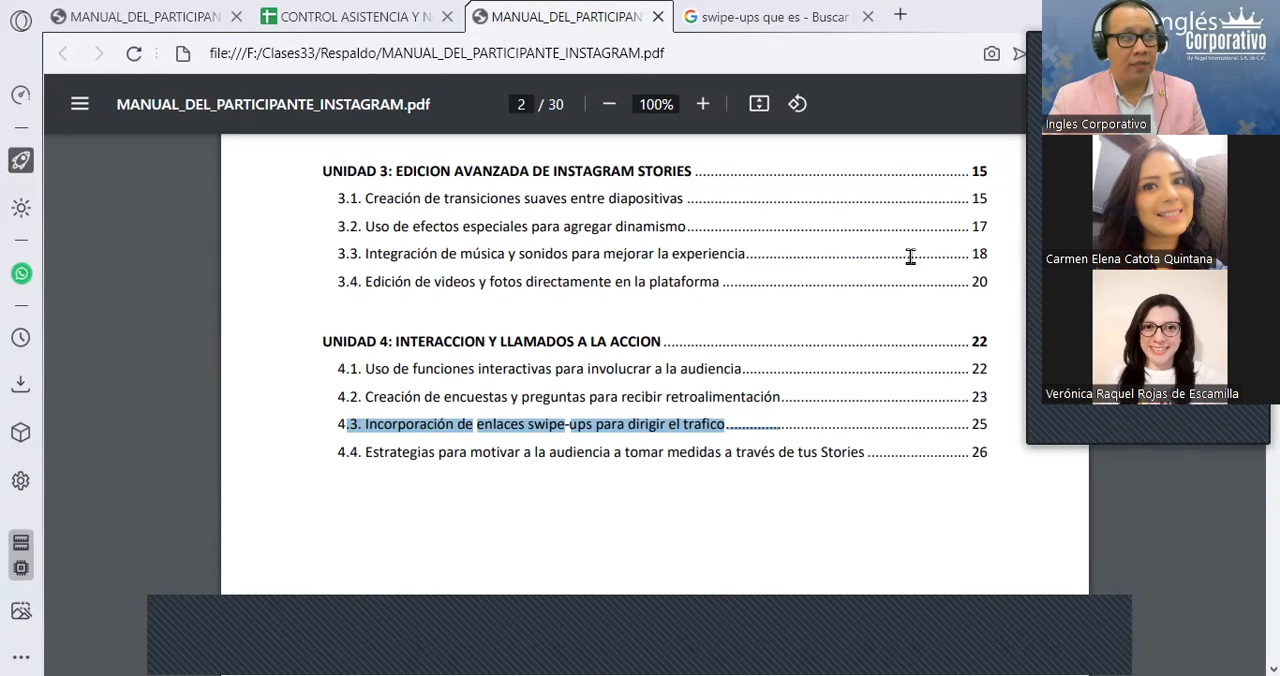 MANUAL_DEL_PARTICIPAN
CONTROL ASISTENCIA Y N
MANUAL_DEL_PARTICIPAN
swipe-ups que es - Buscar
file:///F:/Clases33/Respaldo/MANUAL_DEL_PARTICIPANTE_INSTAGRAM.pdf
MANUAL_DEL_PARTICIPANTE_INSTAGRAM.pdf
2 / 30
100%
UNIDAD 3: EDICION AVANZADA DE INSTAGRAM STORIES 15
3.1. Creación de transiciones suaves entre diapositivas 15
3.2. Uso de efectos especiales para agregar dinamismo 17
3.3. Integración de música y sonidos para mejorar la experiencia 18
3.4. Edición de videos y fotos directamente en la plataforma 20
UNIDAD 4: INTERACCION Y LLAMADOS A LA ACCION 22
4.1. Uso de funciones interactivas para involucrar a la audiencia 22
4.2. Creación de encuestas y preguntas para recibir retroalimentación 23
4.3. Incorporación de enlaces swipe-ups para dirigir el trafico 25
4.4. Estrategias para motivar a la audiencia a tomar medidas a través de tus Stories 26
Inglés
Corporativo
By Regal International, S.A. de C.V.
Ingles Corporativo
Carmen Elena Catota Quintana
Verónica Raquel Rojas de Escamilla